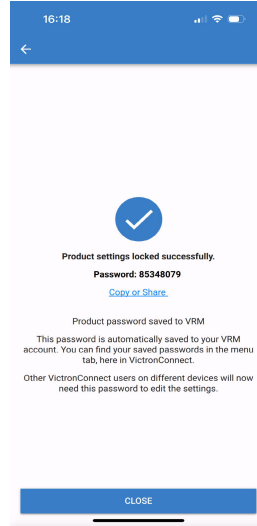 16:18
Product settings locked successfully.
Password: 85348079
Copy or Share
Product password saved to VRM
This password is automatically saved to your VRM
account. You can find your saved passwords in the menu
tab, here in VictronConnect.
Other VictronConnect users on different devices will now
need this password to edit the settings.
CLOSE